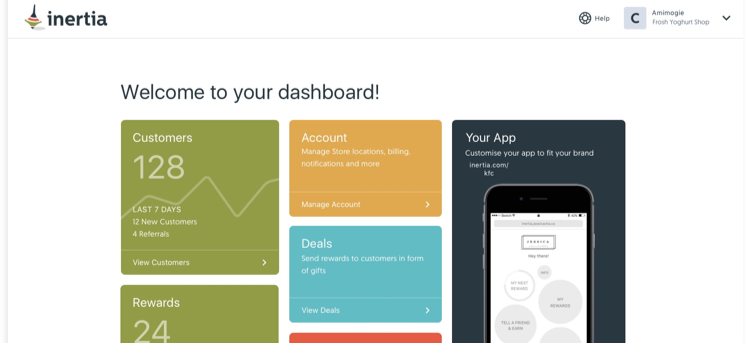 inertia
Help
C
Amimogie
Frosh Yoghurt Shop
Welcome to your dashboard!
Customers
128
LAST 7 DAYS
12 New Customers
4 Referrals
View Customers
Rewards
24
Account
Manage Store locations, billing,
notifications and more
Manage Account
Deals
Send rewards to customers in form
of gifts
View Deals
Your App
Customise your app to fit your brand
inertia.com/
kfc
JESSICA
Hey there!
INFO
MY NEXT
REWARD
MY
REWARDS
TELL A FRIEND
& EARN